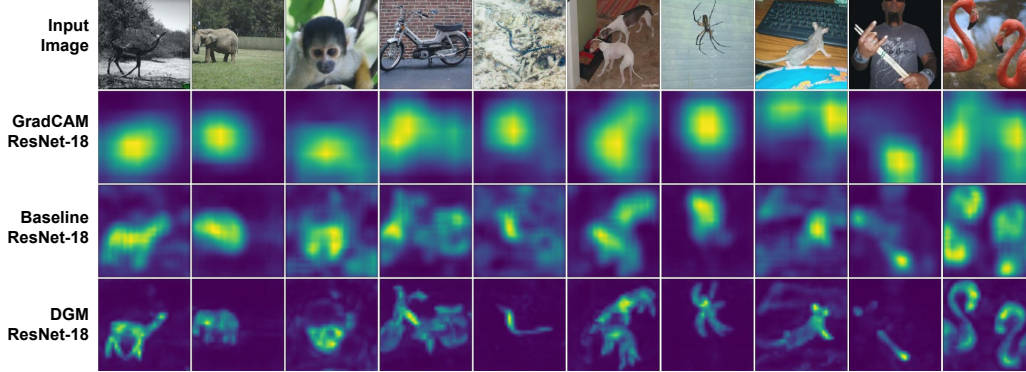 Input
Image
GradCAM
ResNet-18
Baseline
ResNet-18
DGM
ResNet-18